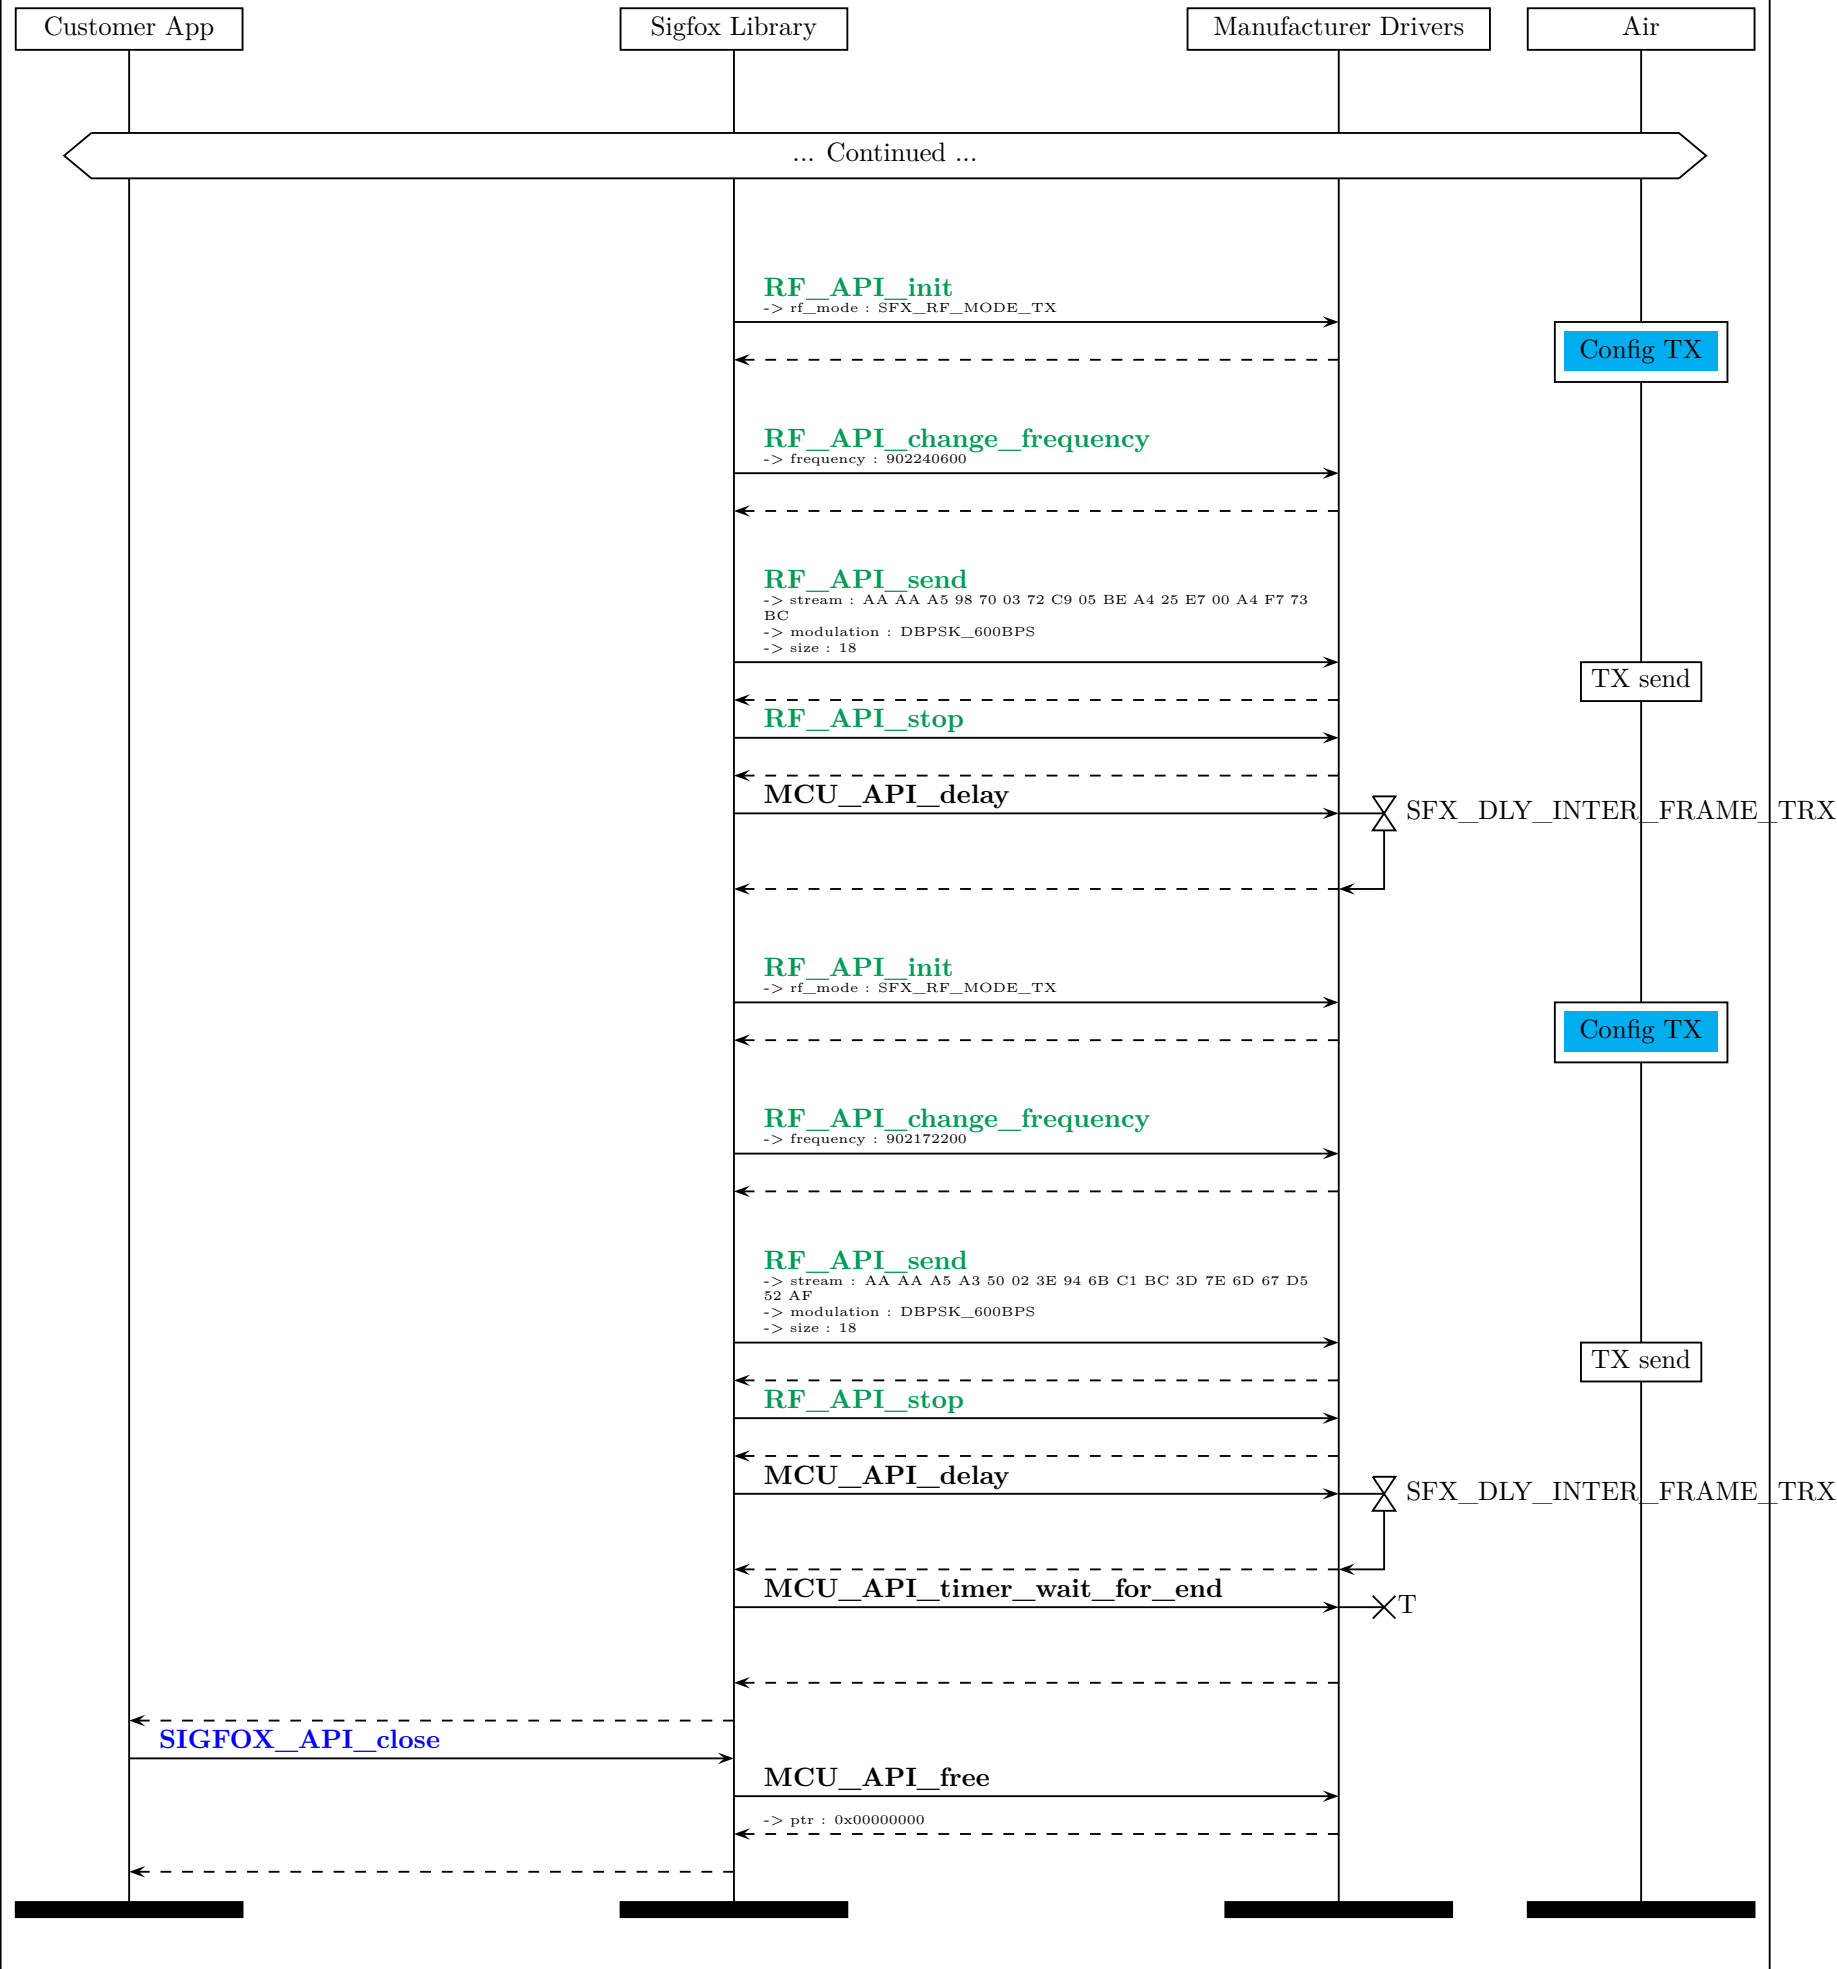 Customer App
Sigfox Library
Manufacturer Drivers
Air
... Continued ...
RF_API_init
-> rf_mode : SFX_RF_MODE_TX
Config TX
RF_API_change_frequency
-> frequency : 902240600
RF_API_send
-> stream : AA AA A5 98 70 03 72 C9 05 BE A4 25 E7 00 A4 F7 73
BC
-> modulation : DBPSK_600BPS
-> size : 18
TX send
RF_API_stop
MCU_API_delay
SFX_DLY_INTER_FRAME_TRX
RF_API_init
-> rf_mode : SFX_RF_MODE_TX
Config TX
RF_API_change_frequency
-> frequency : 902172200
RF_API_send
-> stream : AA AA A5 A3 50 02 3E 94 6B C1 BC 3D 7E 6D 67 D5
52 AF
-> modulation : DBPSK_600BPS
-> size : 18
TX send
RF_API_stop
MCU_API_delay
SFX_DLY_INTER_FRAME_TRX
MCU_API_timer_wait_for_end
T
SIGFOX_API_close
MCU_API_free
-> ptr : 0x00000000